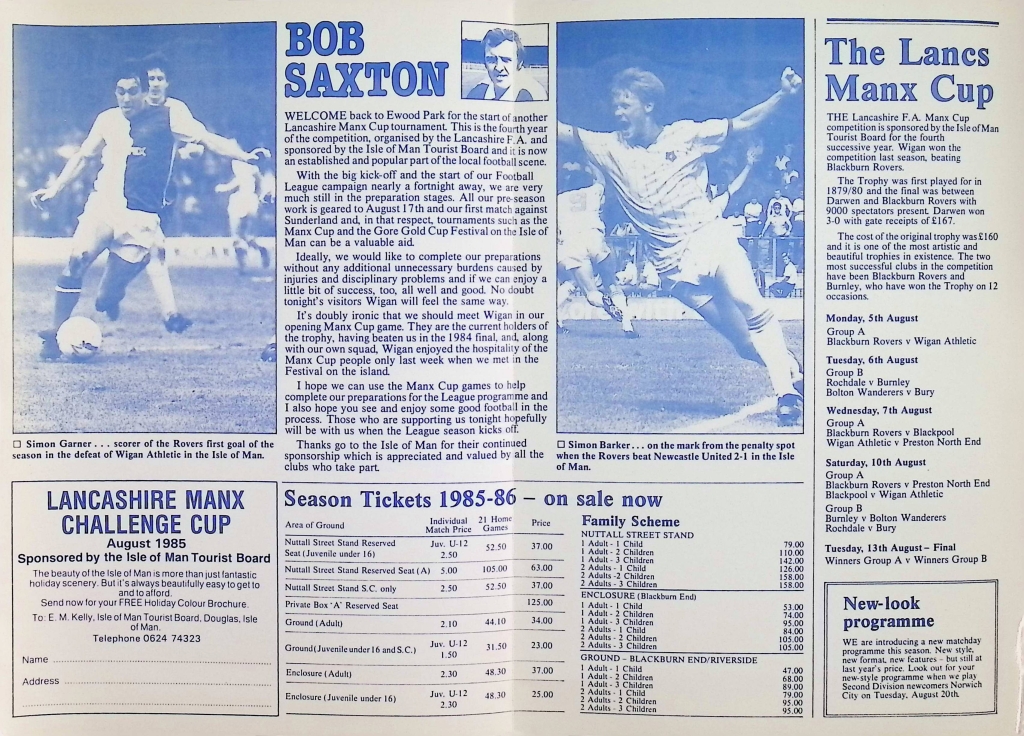 BOB
SAXTON
WELCOME back to Ewood Park for the start of another
Lancashire Manx Cup tournament. This is the fourth year
of the competition, organised by the Lancashire F.A. and
sponsored by the Isle of Man Tourist Board and it is now
an established and popular part of the local football scene.
With the big kick-off and the start of our Football
League campaign nearly a fortnight away, we are very
much still in the preparation stages. All our pre-season
work is geared to August 17th and our first match against
Sunderland and, in that respect, tournaments such as the
Manx Cup and the Gore Gold Cup Festival on the Isle of
Man can be a valuable aid.
Ideally, we would like to complete our preparations
without any additional unnecessary burdens caused by
injuries and disciplinary problems and if we can enjoy a
little bit of success, too, all well and good. No doubt
tonight's visitors Wigan will feel the same way.
It's doubly ironic that we should meet Wigan in our
opening Manx Cup game. They are the current holders of
the trophy, having beaten us in the 1984 final, and, along
with our own squad, Wigan enjoyed the hospitality of the
Manx Cup people only last week when we met in the
Festival on the island.
I hope we can use the Manx Cup games to help
complete our preparations for the League programme and
I also hope you see and enjoy some good football in the
process. Those who are supporting us tonight hopefully
will be with us when the League season kicks off.
Thanks go to the Isle of Man for their continued
sponsorship which is appreciated and valued by all the
clubs who take part.
□ Simon Garner . . . scorer of the Rovers first goal of the
season in the defeat of Wigan Athletic in the Isle of Man.
□ Simon Barker . . . on the mark from the penalty spot
when the Rovers beat Newcastle United 2-1 in the Isle
of Man.
LANCASHIRE MANX
CHALLENGE CUP
August 1985
Sponsored by the Isle of Man Tourist Board
The beauty of the Isle of Man is more than just fantastic
holiday scenery. But it's always beautifully easy to get to
and to afford.
Send now for your FREE Holiday Colour Brochure.
To: E. M. Kelly, Isle of Man Tourist Board, Douglas, Isle
of Man.
Telephone 0624 74323
Name
Address
Season Tickets 1985-86 – on sale now
Area of Ground Individual Match Price 21 Home Games Price
Nuttall Street Stand Reserved Seat (Juvenile under 16) Juv. U-12 2.50 52.50 37.00
Nuttall Street Stand Reserved Seat (A) 5.00 105.00 63.00
Nuttall Street Stand S.C. only 2.50 52.50 37.00
Private Box 'A' Reserved Seat 125.00
Ground (Adult) 2.10 44.10 34.00
Ground (Juvenile under 16 and S.C.) Juv. U-12 1.50 31.50 23.00
Enclosure (Adult) 2.30 48.30 37.00
Enclosure (Juvenile under 16) Juv. U-12 2.30 48.30 25.00
Family Scheme
NUTTALL STREET STAND
1 Adult - 1 Child 79.00
1 Adult - 2 Children 110.00
1 Adult - 3 Children 142.00
2 Adults - 1 Child 126.00
2 Adults - 2 Children 158.00
2 Adults - 3 Children 158.00
ENCLOSURE (Blackburn End)
1 Adult - 1 Child 53.00
1 Adult - 2 Children 74.00
1 Adult - 3 Children 95.00
2 Adults - 1 Child 84.00
2 Adults - 2 Children 105.00
2 Adults - 3 Children 105.00
GROUND – BLACKBURN END/RIVERSIDE
1 Adult - 1 Child 47.00
1 Adult - 2 Children 68.00
1 Adult - 3 Children 89.00
2 Adults - 1 Child 79.00
2 Adults - 2 Children 95.00
2 Adults - 3 Children 95.00
The Lancs
Manx Cup
THE Lancashire F.A. Manx Cup
competition is sponsored by the Isle of Man
Tourist Board for the fourth
successive year. Wigan won the
competition last season, beating
Blackburn Rovers.
The Trophy was first played for in
1879/80 and the final was between
Darwen and Blackburn Rovers with
9000 spectators present. Darwen won
3-0 with gate receipts of £167.
The cost of the original trophy was £160
and it is one of the most artistic and
beautiful trophies in existence. The two
most successful clubs in the competition
have been Blackburn Rovers and
Burnley, who have won the Trophy on 12
occasions.
Monday, 5th August
Group A
Blackburn Rovers v Wigan Athletic
Tuesday, 6th August
Group B
Rochdale v Burnley
Bolton Wanderers v Bury
Wednesday, 7th August
Group A
Blackburn Rovers v Blackpool
Wigan Athletic v Preston North End
Saturday, 10th August
Group A
Blackburn Rovers v Preston North End
Blackpool v Wigan Athletic
Group B
Burnley v Bolton Wanderers
Rochdale v Bury
Tuesday, 13th August – Final
Winners Group A v Winners Group B
New-look
programme
WE are introducing a new matchday
programme this season. New style,
new format, new features – but still at
last year's price. Look out for your
new-style programme when we play
Second Division newcomers Norwich
City on Tuesday, August 20th.